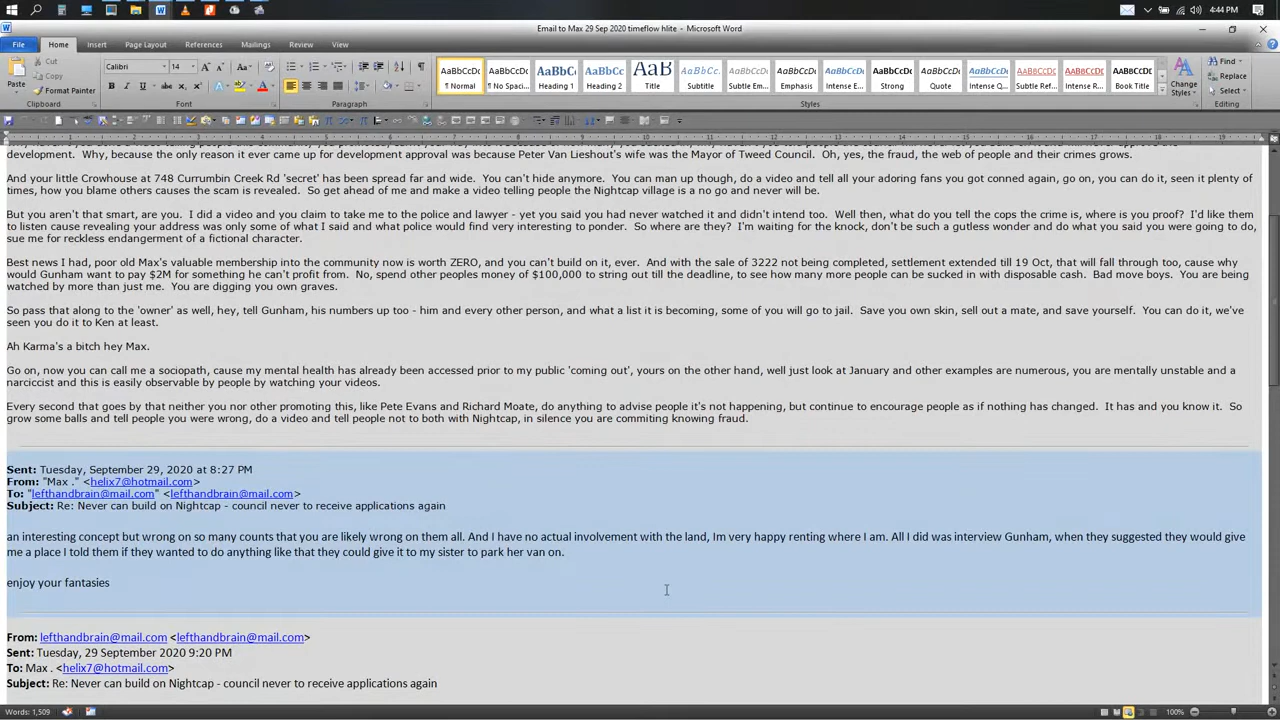 4:44 PM
Email to Max 29 Sep 2020 timeflow hlite - Microsoft Word
File Home Insert Page Layout References Mailings Review View
Paste Cut Copy Format Painter
Calibri 14
AaBbCcDc AaBbCcDc AaBbC AaBbCc AaB AaBbCc. AaBbCcDc AaBbCcDc AaBbCcDc AaBbCcDc AaBbCcDc AaBbCcDc AaBbCcDc AaBbCcDc AaBbCcDc
¶ Normal ¶ No Spaci... Heading 1 Heading 2 Title Subtitle Subtle Em... Emphasis Intense E... Strong Quote Intense Q... Subtle Ref... Intense R... Book Title
Change Styles
Find Replace Select
Clipboard Font Paragraph Styles Editing
1 2 3 4 5 6 7 8 9 10 11 12 13 14 15 16 17 18 19
development. Why, because the only reason it ever came up for development approval was because Peter Van Lieshout's wife was the Mayor of Tweed Council. Oh, yes, the fraud, the web of people and their crimes grows.
And your little Crowhouse at 748 Currumbin Creek Rd 'secret' has been spread far and wide. You can't hide anymore. You can man up though, do a video and tell all your adoring fans you got conned again, go on, you can do it, seen it plenty of
times, how you blame others causes the scam is revealed. So get ahead of me and make a video telling people the Nightcap village is a no go and never will be.
But you aren't that smart, are you. I did a video and you claim to take me to the police and lawyer - yet you said you had never watched it and didn't intend too. Well then, what do you tell the cops the crime is, where is you proof? I'd like them
to listen cause revealing your address was only some of what I said and what police would find very interesting to ponder. So where are they? I'm waiting for the knock, don't be such a gutless wonder and do what you said you were going to do,
sue me for reckless endangerment of a fictional character.
Best news I had, poor old Max's valuable membership into the community now is worth ZERO, and you can't build on it, ever. And with the sale of 3222 not being completed, settlement extended till 19 Oct, that will fall through too, cause why
would Gunham want to pay $2M for something he can't profit from. No, spend other peoples money of $100,000 to string out till the deadline, to see how many more people can be sucked in with disposable cash. Bad move boys. You are being
watched by more than just me. You are digging you own graves.
So pass that along to the 'owner' as well, hey, tell Gunham, his numbers up too - him and every other person, and what a list it is becoming, some of you will go to jail. Save you own skin, sell out a mate, and save yourself. You can do it, we've
seen you do it to Ken at least.
Ah Karma's a bitch hey Max.
Go on, now you can call me a sociopath, cause my mental health has already been accessed prior to my public 'coming out', yours on the other hand, well just look at January and other examples are numerous, you are mentally unstable and a
narciccist and this is easily observable by people by watching your videos.
Every second that goes by that neither you nor other promoting this, like Pete Evans and Richard Moate, do anything to advise people it's not happening, but continue to encourage people as if nothing has changed. It has and you know it. So
grow some balls and tell people you were wrong, do a video and tell people not to both with Nightcap, in silence you are commiting knowing fraud.
Sent: Tuesday, September 29, 2020 at 8:27 PM
From: "Max ." <helix7@hotmail.com>
To: "lefthandbrain@mail.com" <lefthandbrain@mail.com>
Subject: Re: Never can build on Nightcap - council never to receive applications again
an interesting concept but wrong on so many counts that you are likely wrong on them all. And I have no actual involvement with the land, Im very happy renting where I am. All I did was interview Gunham, when they suggested they would give
me a place I told them if they wanted to do anything like that they could give it to my sister to park her van on.
enjoy your fantasies
From: lefthandbrain@mail.com <lefthandbrain@mail.com>
Sent: Tuesday, 29 September 2020 9:20 PM
To: Max . <helix7@hotmail.com>
Subject: Re: Never can build on Nightcap - council never to receive applications again
Words: 1,509
100%